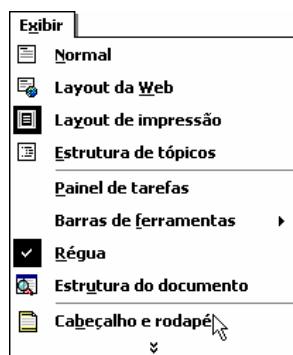 Exibir
Normal
Layout da Web
Layout de impressão
Estrutura de tópicos
Painel de tarefas
Barras de ferramentas
Régua
Estrutura do documento
Cabeçalho e rodapé